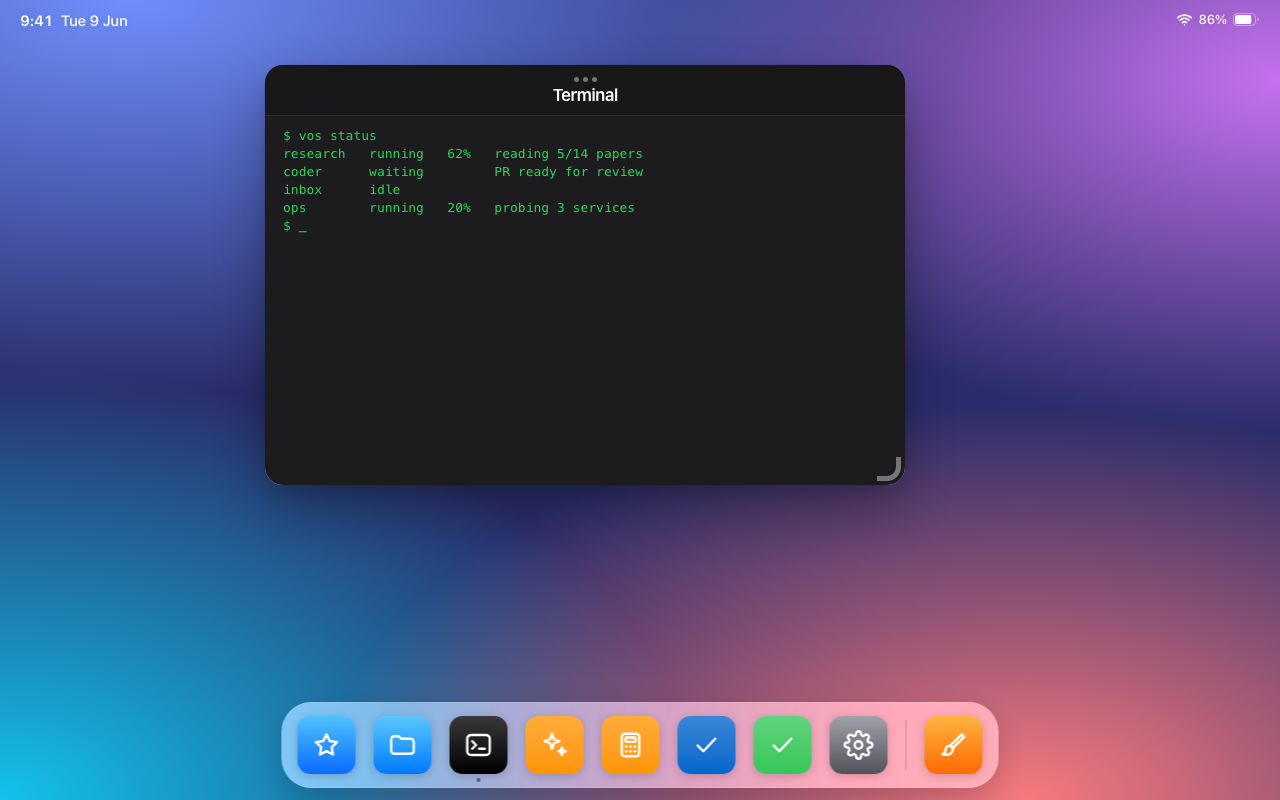 9:41 Tue 9 Jun
86%
Terminal
$ vos status
research running 62% reading 5/14 papers
coder waiting PR ready for review
inbox idle
ops running 20% probing 3 services
$ _